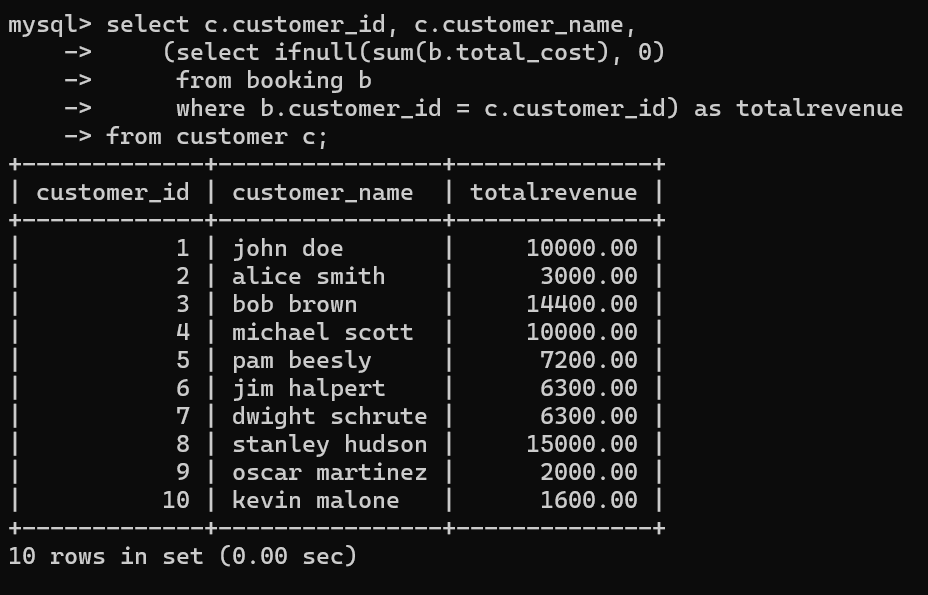 mysql> select c.customer_id, c.customer_name,
    ->     (select ifnull(sum(b.total_cost), 0)
    ->      from booking b
    ->      where b.customer_id = c.customer_id) as totalrevenue
    -> from customer c;
+-------------+----------------+--------------+
| customer_id | customer_name  | totalrevenue |
+-------------+----------------+--------------+
|           1 | john doe       |     10000.00 |
|           2 | alice smith    |      3000.00 |
|           3 | bob brown      |     14400.00 |
|           4 | michael scott  |     10000.00 |
|           5 | pam beesly     |      7200.00 |
|           6 | jim halpert    |      6300.00 |
|           7 | dwight schrute |      6300.00 |
|           8 | stanley hudson |     15000.00 |
|           9 | oscar martinez |      2000.00 |
|          10 | kevin malone   |      1600.00 |
+-------------+----------------+--------------+
10 rows in set (0.00 sec)